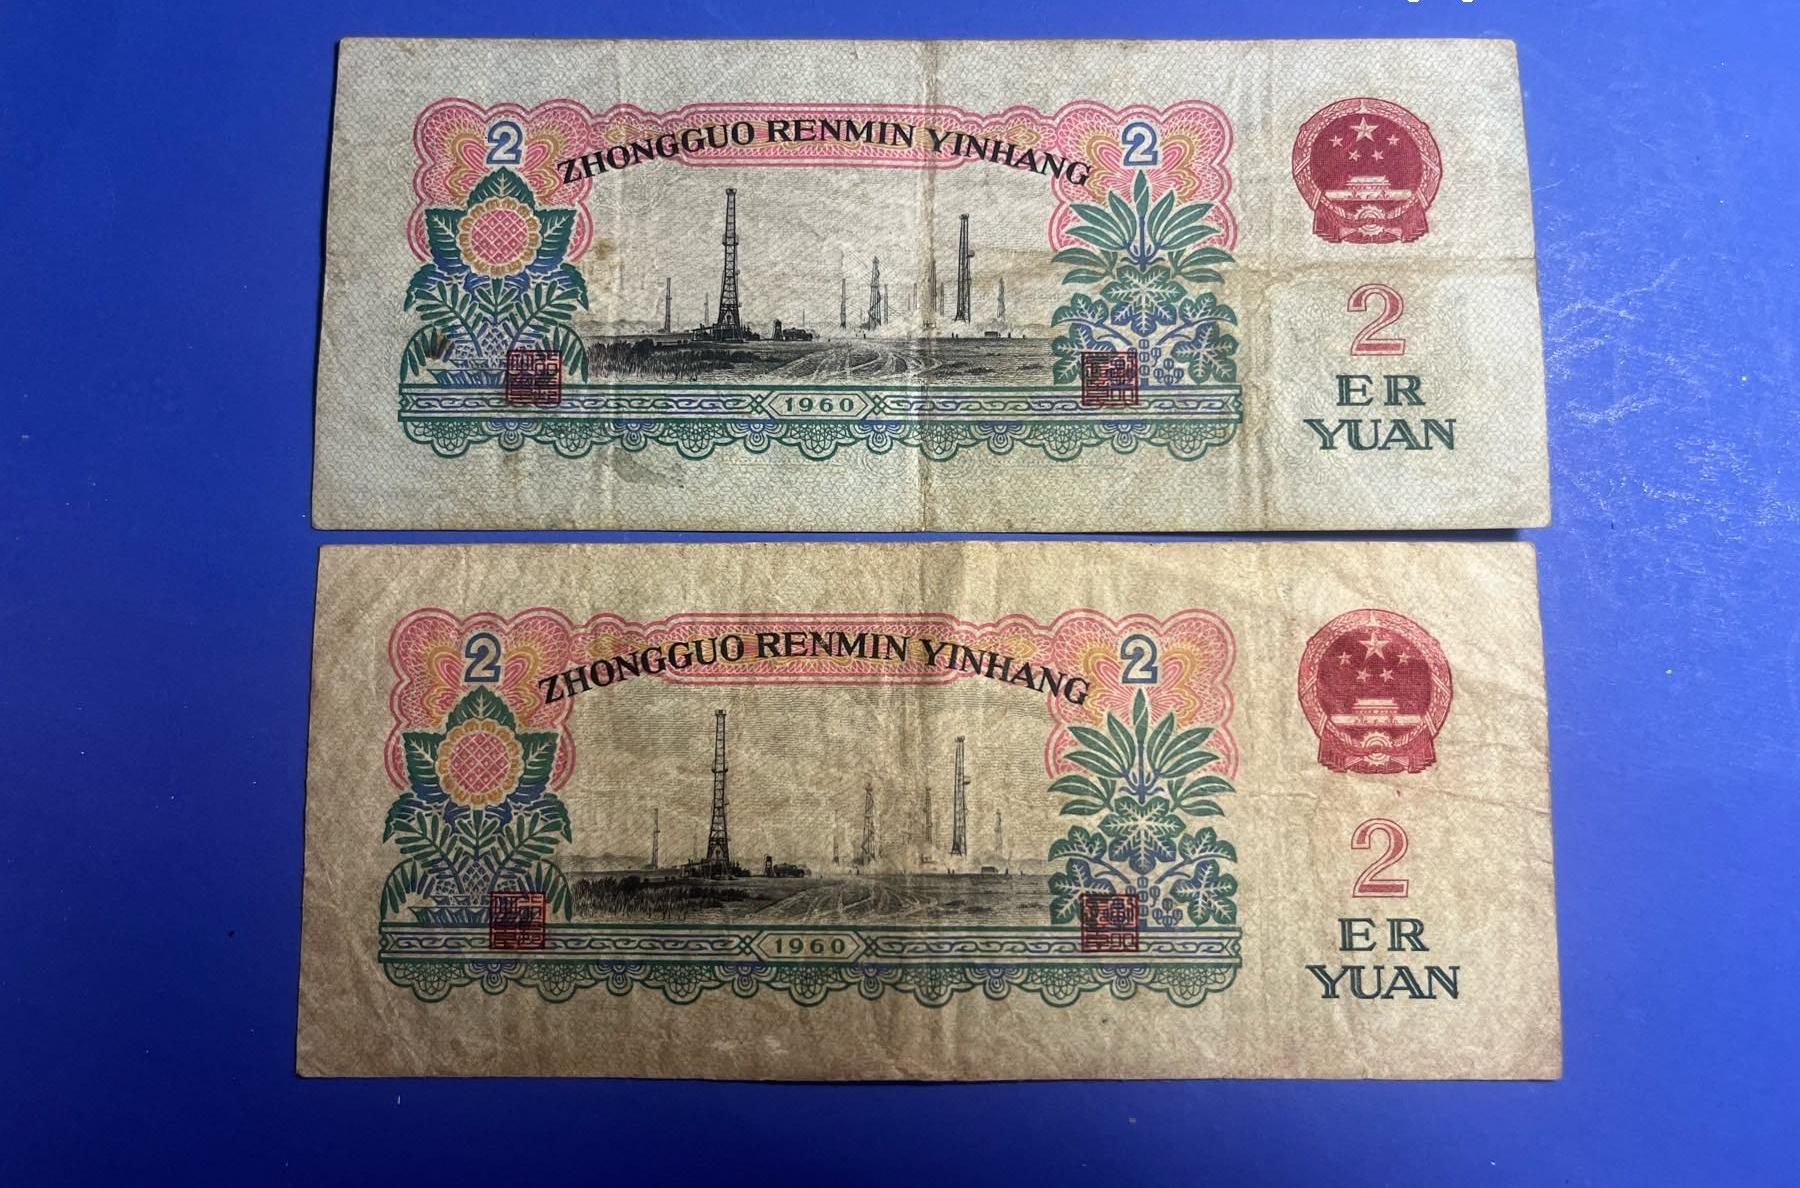 2 ZHONGGUO RENMIN YINHANG 2
2
ER
YUAN
1960
2 ZHONGGUO RENMIN YINHANG 2
2
ER
YUAN
1960